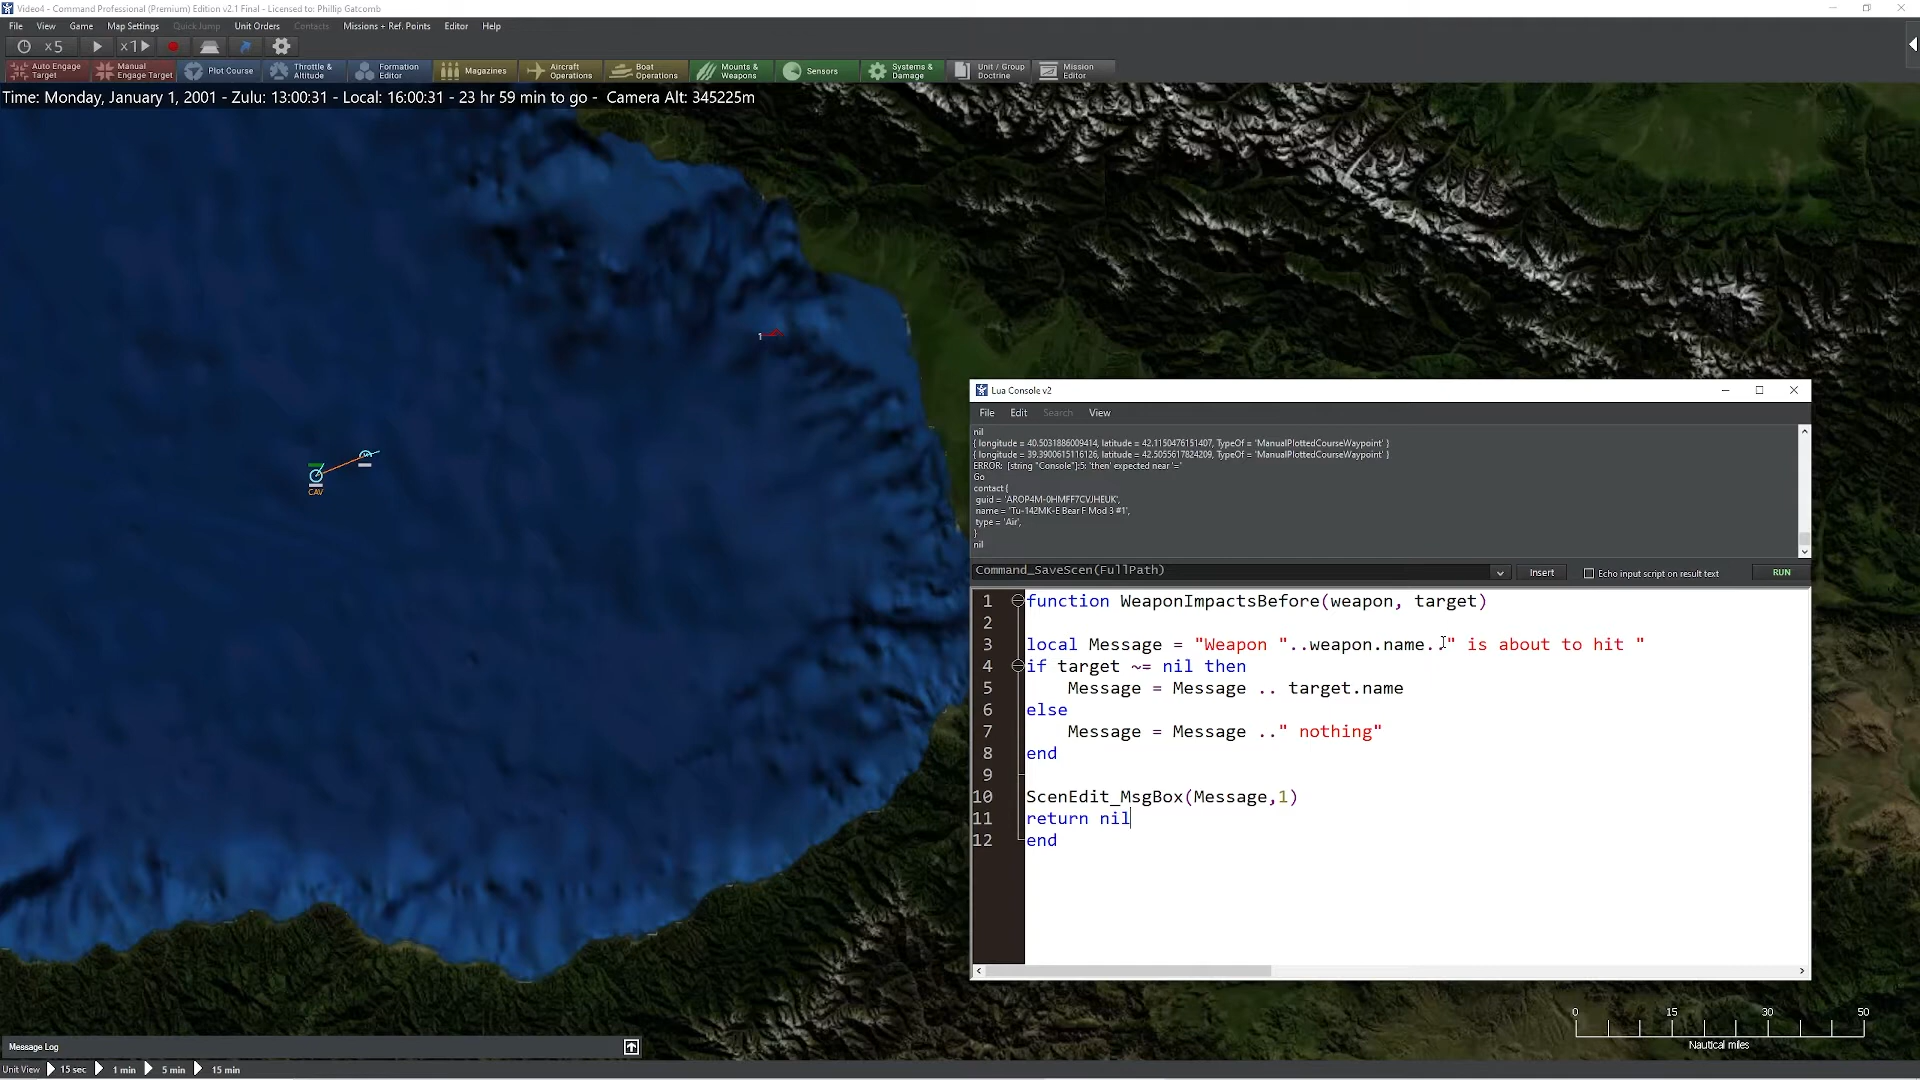 Video4 - Command Professional (Premium) Edition v2.1 Final - Licensed to: Phillip Gatcomb
File View Game Map Settings Quick Jump Unit Orders Contacts Missions + Ref. Points Editor Help
x5 x1
Auto Engage Target Manual Engage Target Plot Course Throttle & Altitude Formation Editor Magazines Aircraft Operations Boat Operations Mounts & Weapons Sensors Systems & Damage Unit / Group Doctrine Mission Editor
Time: Monday, January 1, 2001 - Zulu: 13:00:31 - Local: 16:00:31 - 23 hr 59 min to go - Camera Alt: 345225m
1
CAV
Lua Console v2
File Edit Search View
nil
{ longitude = 40.5031886009414, latitude = 42.1150476151407, TypeOf = 'ManualPlottedCourseWaypoint' }
{ longitude = 39.3900615116126, latitude = 42.5055617824209, TypeOf = 'ManualPlottedCourseWaypoint' }
ERROR: [string "Console"]:5: 'then' expected near '='
Go
contact {
guid = 'AROP4M-0HMFF7CVJHEUK',
name = 'Tu-142MK-E Bear F Mod 3 #1',
type = 'Air',
}
nil
Command_SaveScen(FullPath) Insert Echo input script on result text RUN
1 function WeaponImpactsBefore(weapon, target)
2
3 local Message = "Weapon "..weapon.name.." is about to hit "
4 if target ~= nil then
5 Message = Message .. target.name
6 else
7 Message = Message .." nothing"
8 end
9
10 ScenEdit_MsgBox(Message,1)
11 return nil
12 end
0 15 30 50
Nautical miles
Message Log
Unit View 15 sec 1 min 5 min 15 min